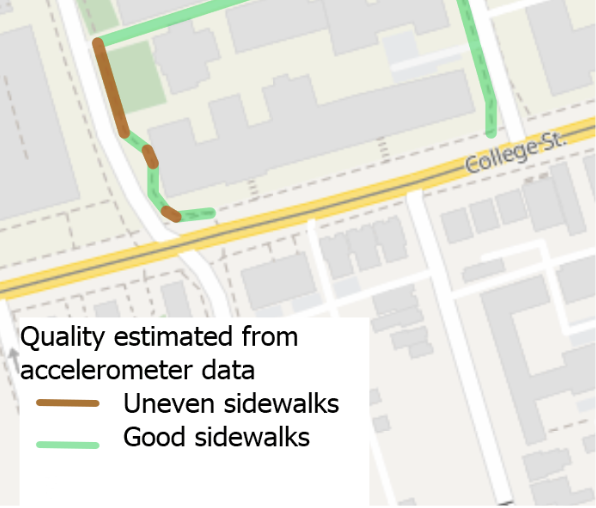 College St.
Quality estimated from
accelerometer data
Uneven sidewalks
Good sidewalks